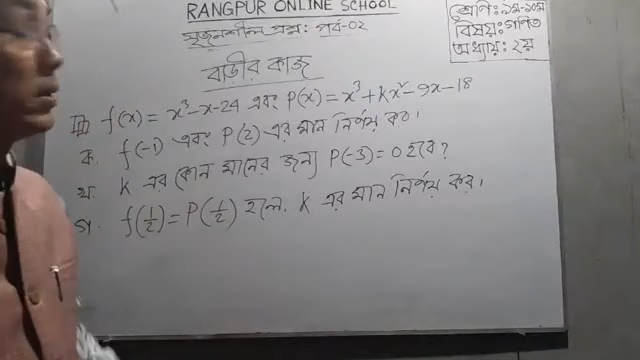 RANGPUR ONLINE SCHOOL
সৃজনশীল প্রশ্ন: পর্ব-০২
শ্রেণি: ৯ম-১০ম
বিষয়: গণিত
অধ্যায়: ২য়
বাড়ীর কাজ
III f(x) = x³-x-24 এবং P(x) = x³+Kx²-9x-18
ক. f(-1) এবং P(2) এর মান নির্ণয় কর।
খ. K এর কোন মানের জন্য P(-3)=0 হবে?
গ. f(1/2) = P(1/2) হলে, K এর মান নির্ণয় কর।